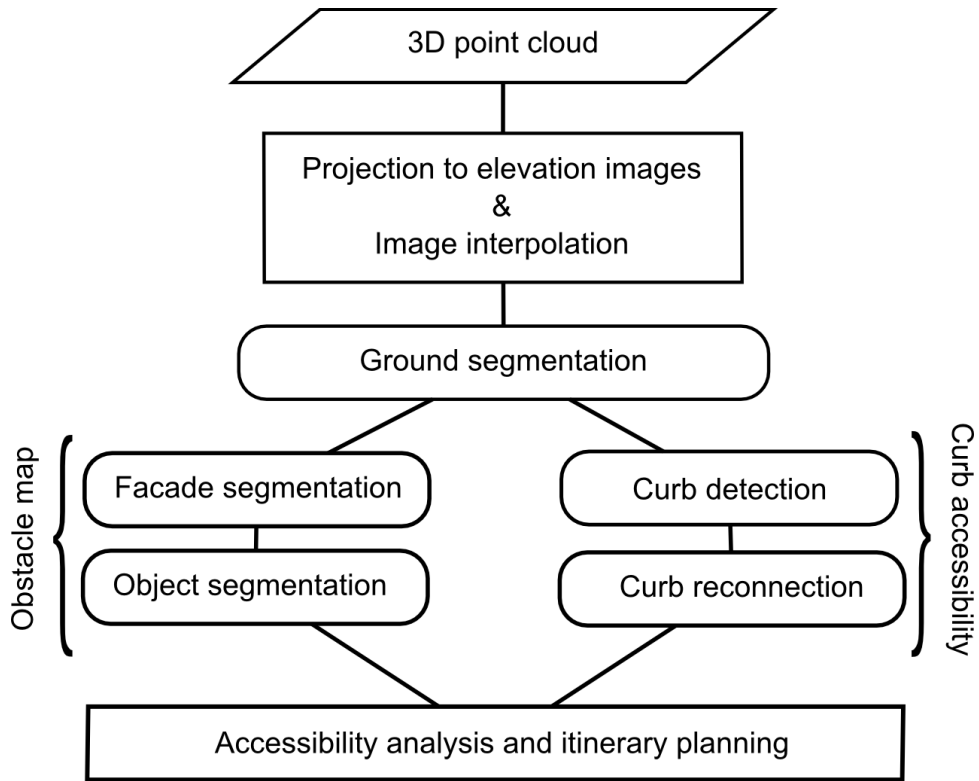 3D point cloud
Projection to elevation images
&
Image interpolation
Ground segmentation
Obstacle map
Facade segmentation
Object segmentation
Curb detection
Curb reconnection
Curb accessibility
Accessibility analysis and itinerary planning